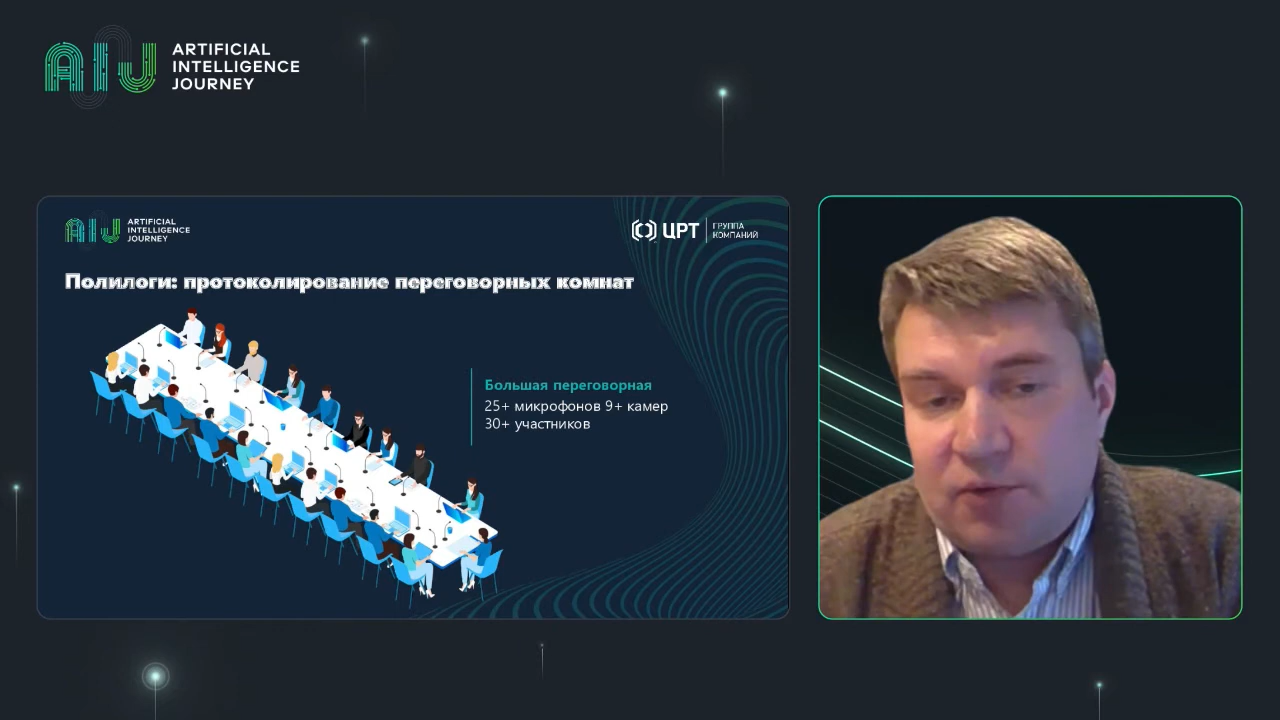 ARTIFICIAL
INTELLIGENCE
JOURNEY
ARTIFICIAL
INTELLIGENCE
JOURNEY
ЦРТ
ГРУППА
КОМПАНИЙ
Полилоги: протоколирование переговорных комнат
Большая переговорная
25+ микрофонов 9+ камер
30+ участников